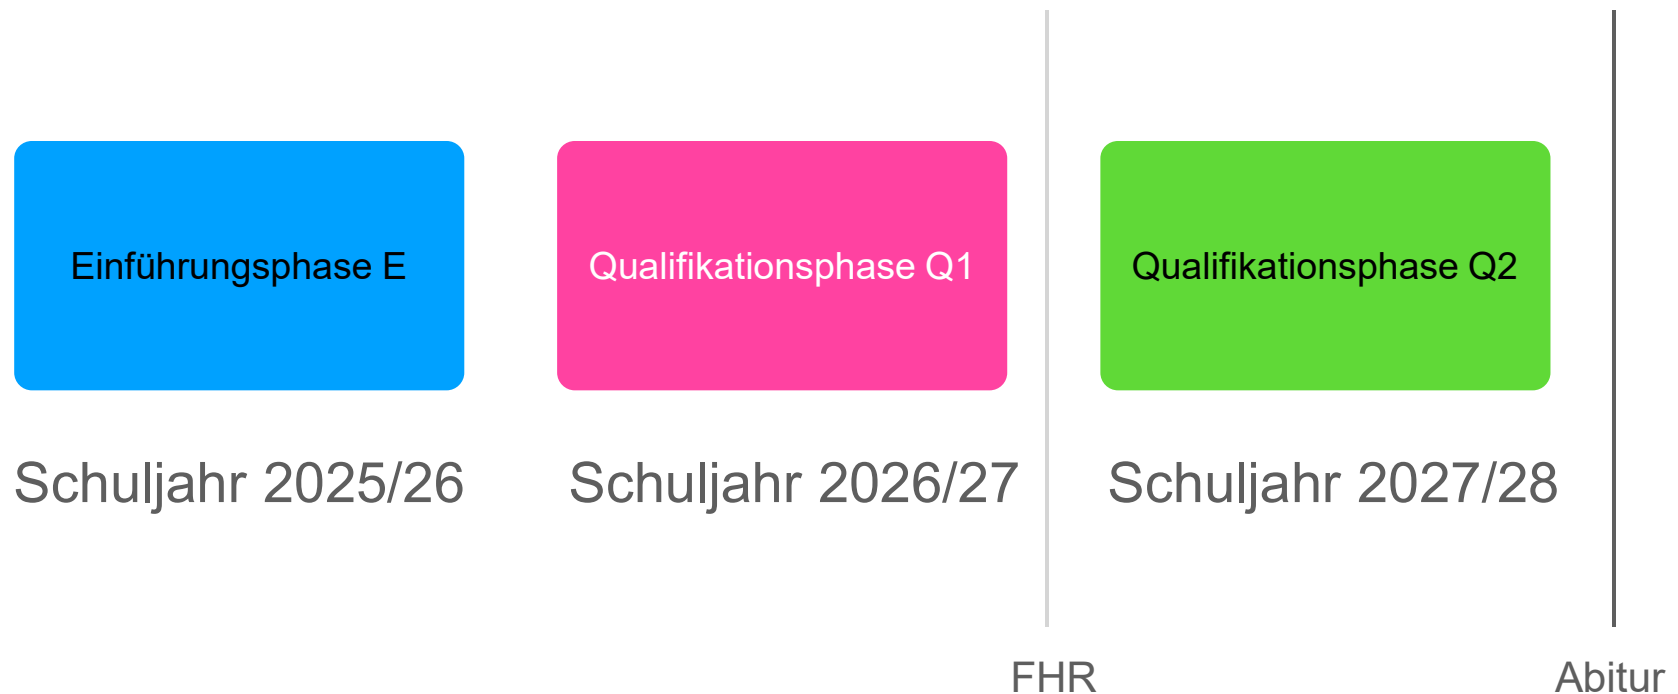 Einführungsphase E
Qualifikationsphase Q1
Qualifikationsphase Q2
Schuljahr 2025/26
Schuljahr 2026/27
Schuljahr 2027/28
FHR
Abitur